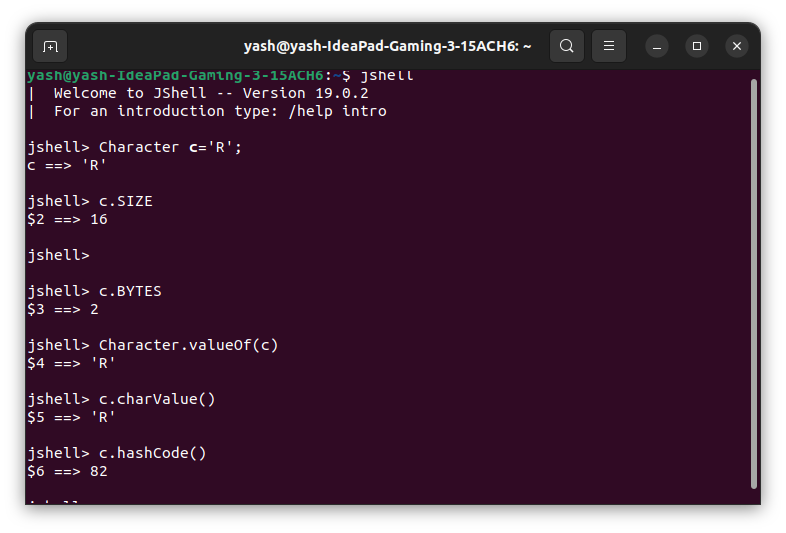 yash@yash-IdeaPad-Gaming-3-15ACH6: ~
yash@yash-IdeaPad-Gaming-3-15ACH6:~$ jshell
|  Welcome to JShell -- Version 19.0.2
|  For an introduction type: /help intro
jshell> Character c='R';
c ==> 'R'
jshell> c.SIZE
$2 ==> 16
jshell>
jshell> c.BYTES
$3 ==> 2
jshell> Character.valueOf(c)
$4 ==> 'R'
jshell> c.charValue()
$5 ==> 'R'
jshell> c.hashCode()
$6 ==> 82